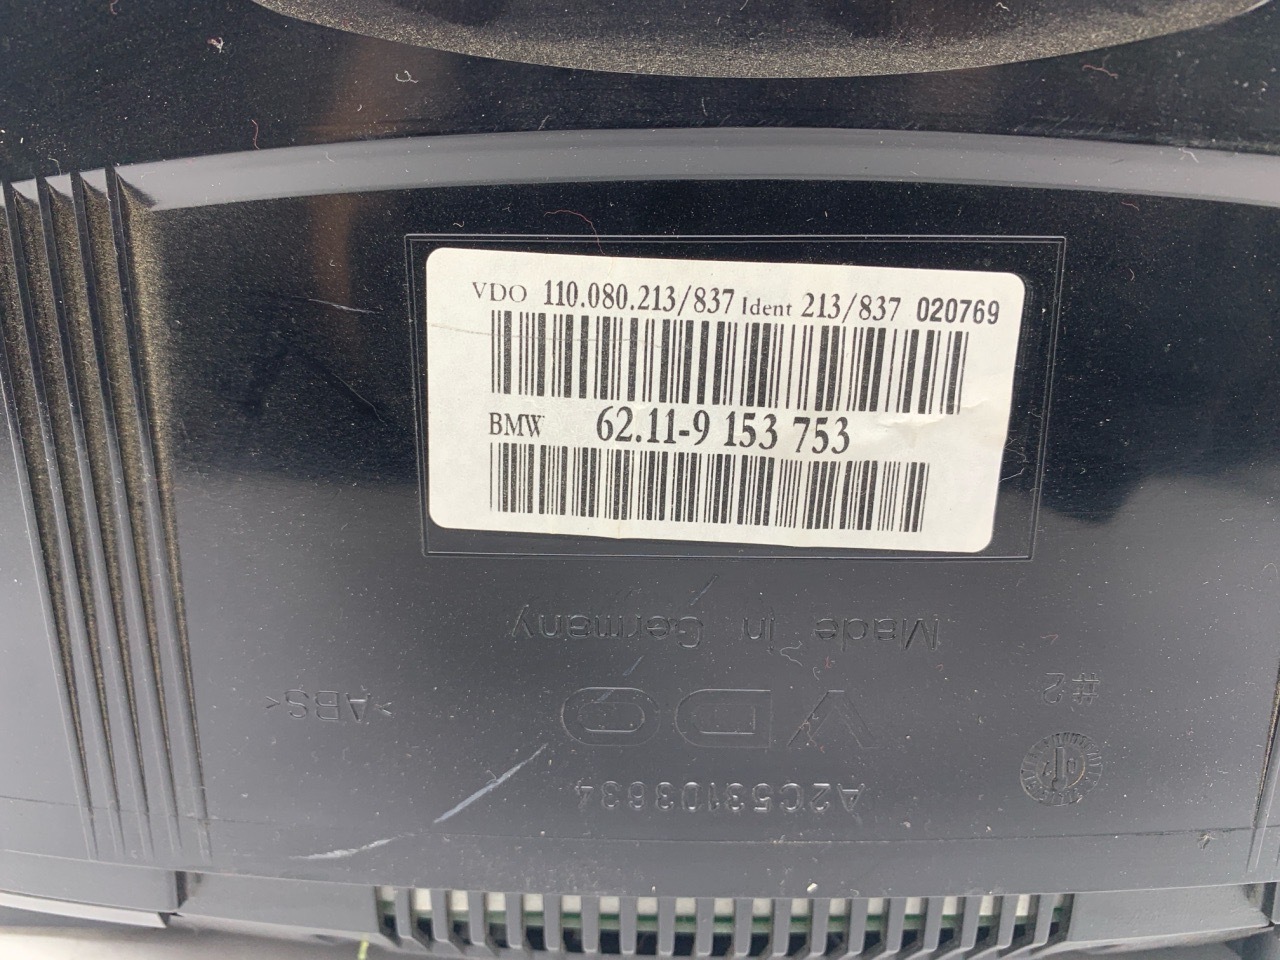 VDO 110.080.213/837 Ident 213/837 020769
BMW 62.11-9 153 753
Made in Germany
#2
>ABS<
VDO
A2C53103634